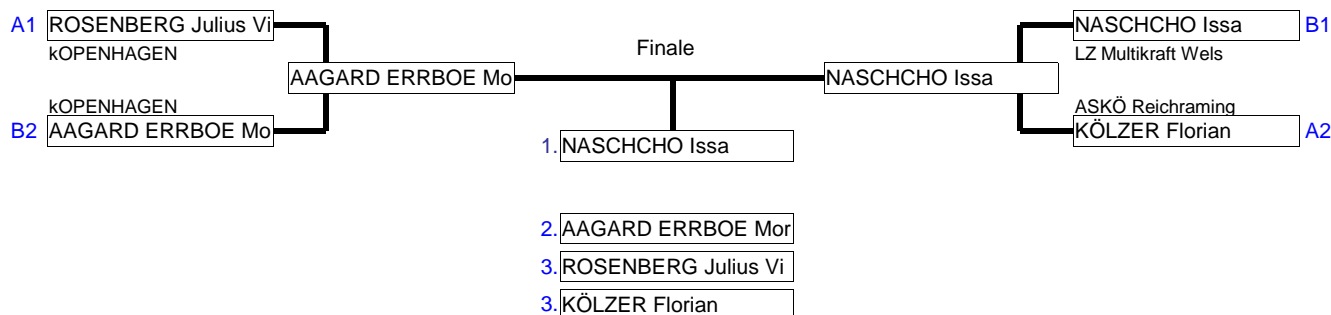 A1 ROSENBERG Julius Vi
kOPENHAGEN
NASCHCHO Issa B1
LZ Multikraft Wels
Finale
AAGARD ERRBOE Mo
NASCHCHO Issa
kOPENHAGEN
B2 AAGARD ERRBOE Mo
ASKÖ Reichraming
KÖLZER Florian A2
1. NASCHCHO Issa
2. AAGARD ERRBOE Mor
3. ROSENBERG Julius Vi
3. KÖLZER Florian